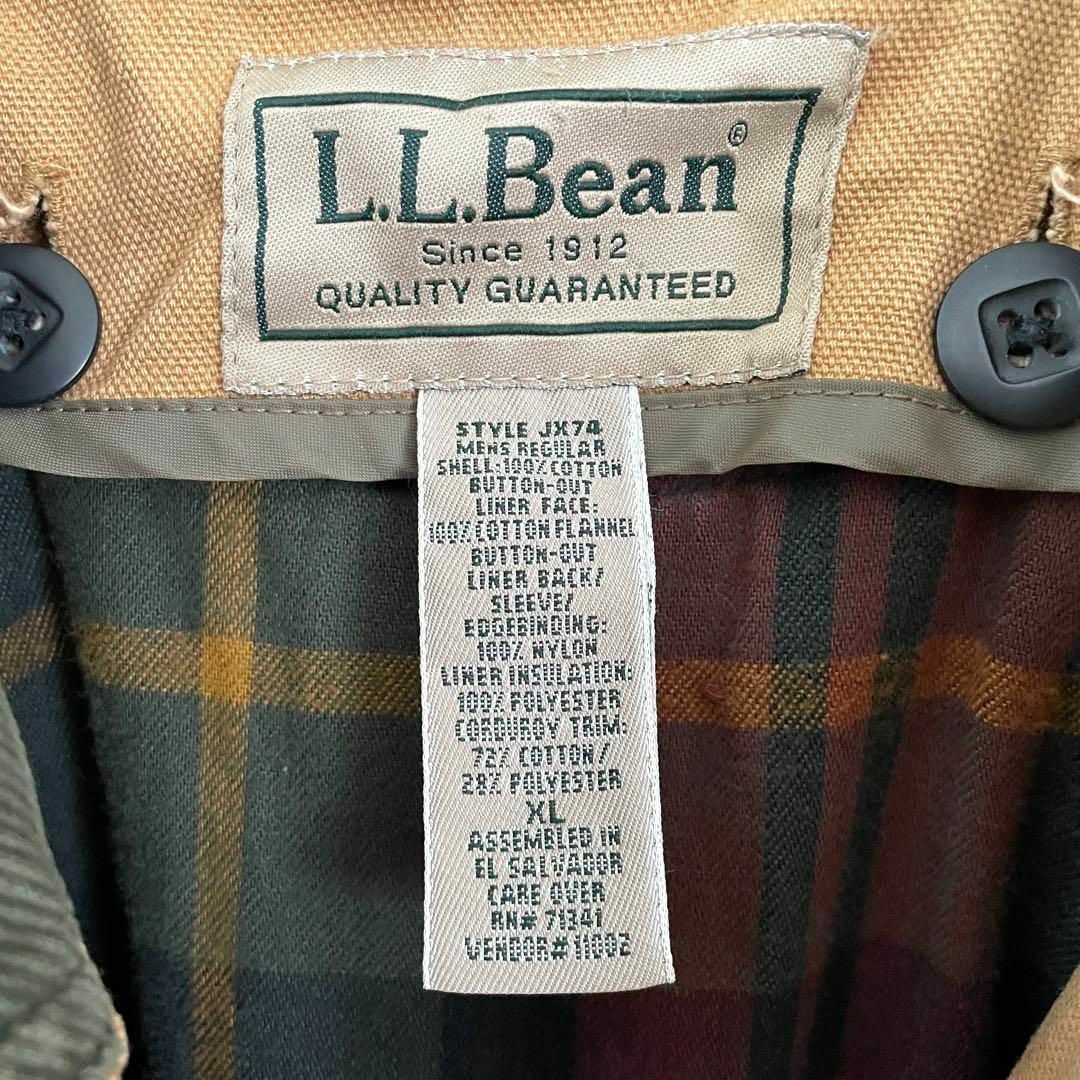 L.L.Bean®
Since 1912
QUALITY GUARANTEED
STYLE JX74
MENS REGULAR
SHELL:100% COTTON
BUTTON-OUT
LINER FACE:
100% COTTON FLANNEL
BUTTON-OUT
LINER BACK/
SLEEVE/
EDGEBINDING:
100% NYLON
LINER INSULATION:
100% POLYESTER
CORDUROY TRIM:
72% COTTON/
28% POLYESTER
XL
ASSEMBLED IN
EL SALVADOR
CARE OVER
RN# 71341
VENDOR# 11002